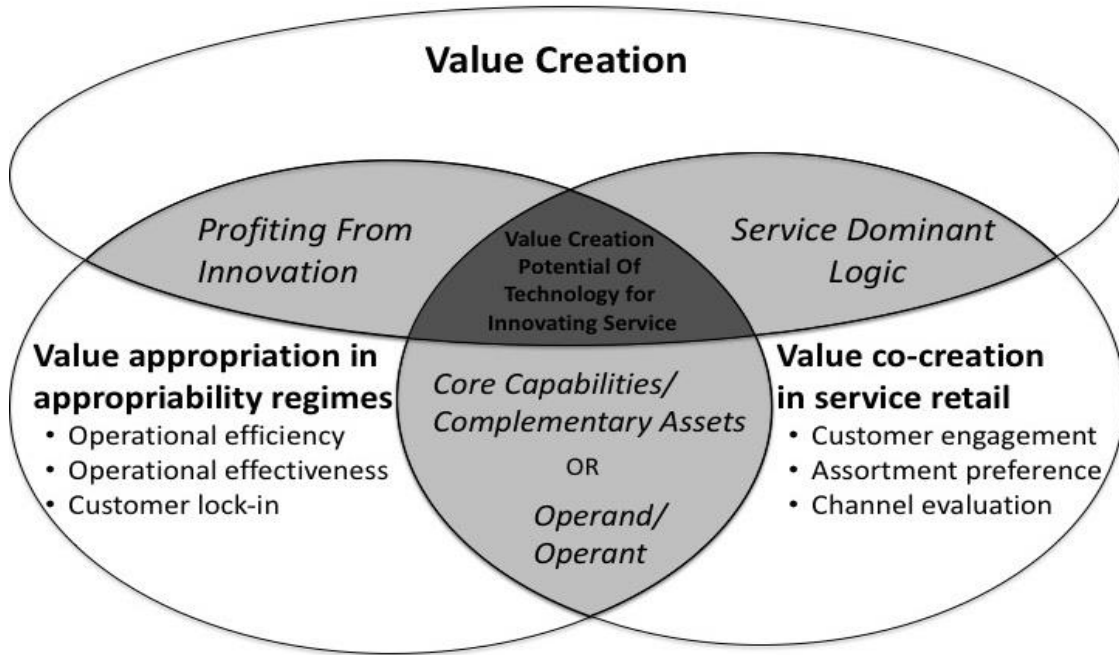 Value Creation
Profiting From
Innovation
Value Creation
Potential Of
Technology for
Innovating Service
Service Dominant
Logic
Value appropriation in
appropriability regimes
• Operational efficiency
• Operational effectiveness
• Customer lock-in
Core Capabilities/
Complementary Assets
OR
Operand/
Operant
Value co-creation
in service retail
• Customer engagement
• Assortment preference
• Channel evaluation